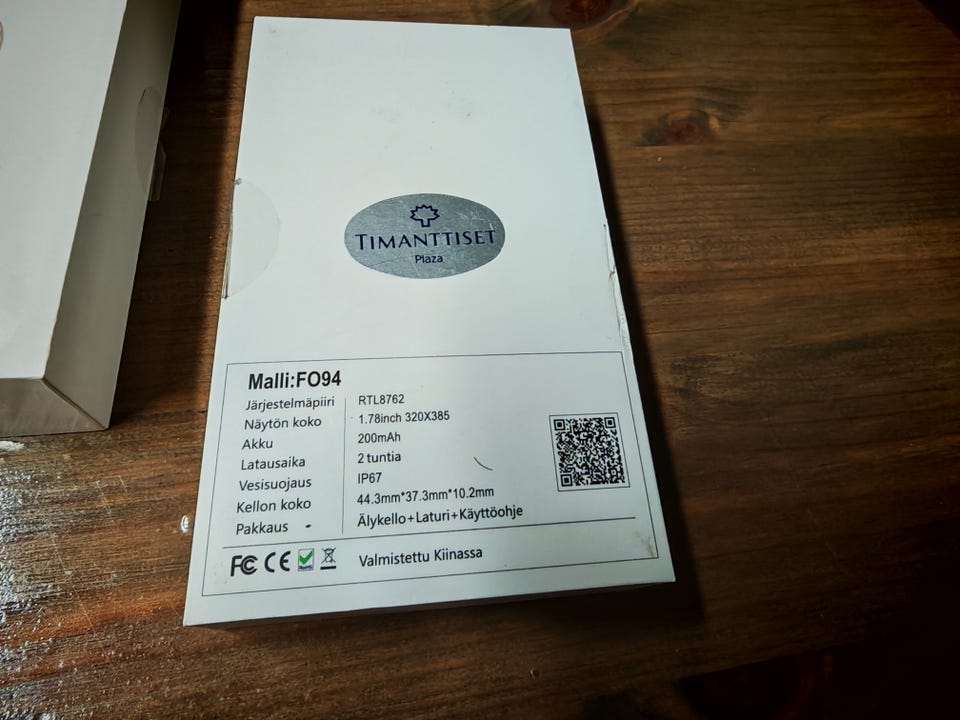 TIMANTTISET
Plaza
Malli:FO94
Järjestelmäpiiri RTL8762
Näytön koko 1.78inch 320X385
Akku 200mAh
Latausaika 2 tuntia
Vesisuojaus IP67
Kellon koko 44.3mm*37.3mm*10.2mm
Pakkaus - Älykello+Laturi+Käyttöohje
FC CE Valmistettu Kiinassa